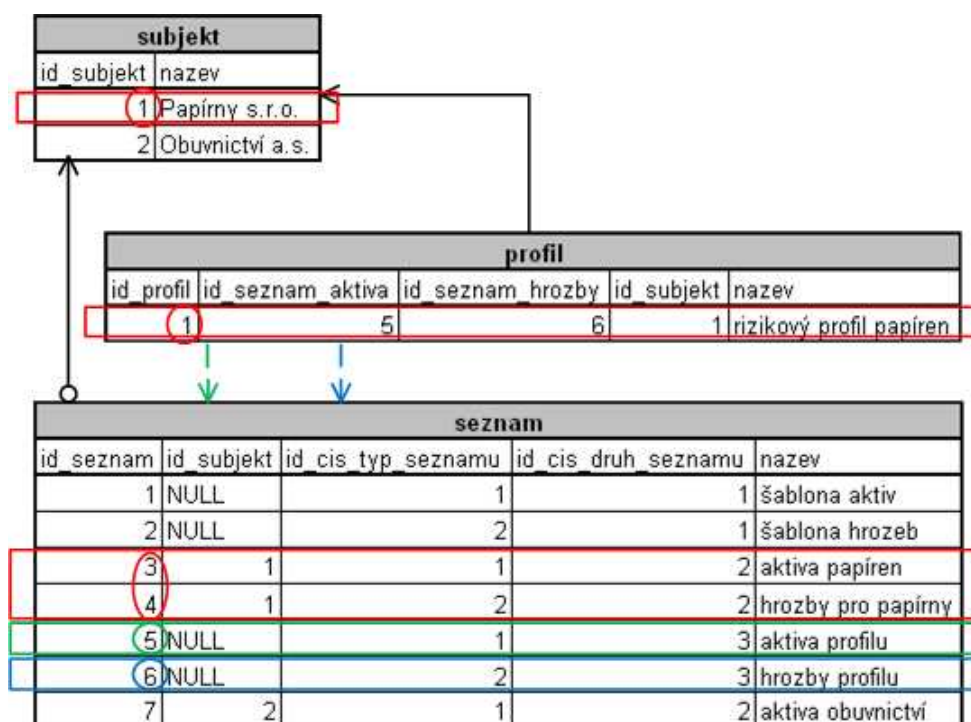 subjekt
id_subjekt nazev
1 Papírny s.r.o.
2 Obuvnictví a.s.
profil
id_profil id_seznam_aktiva id_seznam_hrozby id_subjekt nazev
1 5 6 1 rizikový profil papíren
seznam
id_seznam id_subjekt id_cis_typ_seznamu id_cis_druh_seznamu nazev
1 NULL 1 1 šablona aktiv
2 NULL 2 1 šablona hrozeb
3 1 1 2 aktiva papíren
4 1 2 2 hrozby pro papírny
5 NULL 1 3 aktiva profilu
6 NULL 2 3 hrozby profilu
7 2 1 2 aktiva obuvnictví